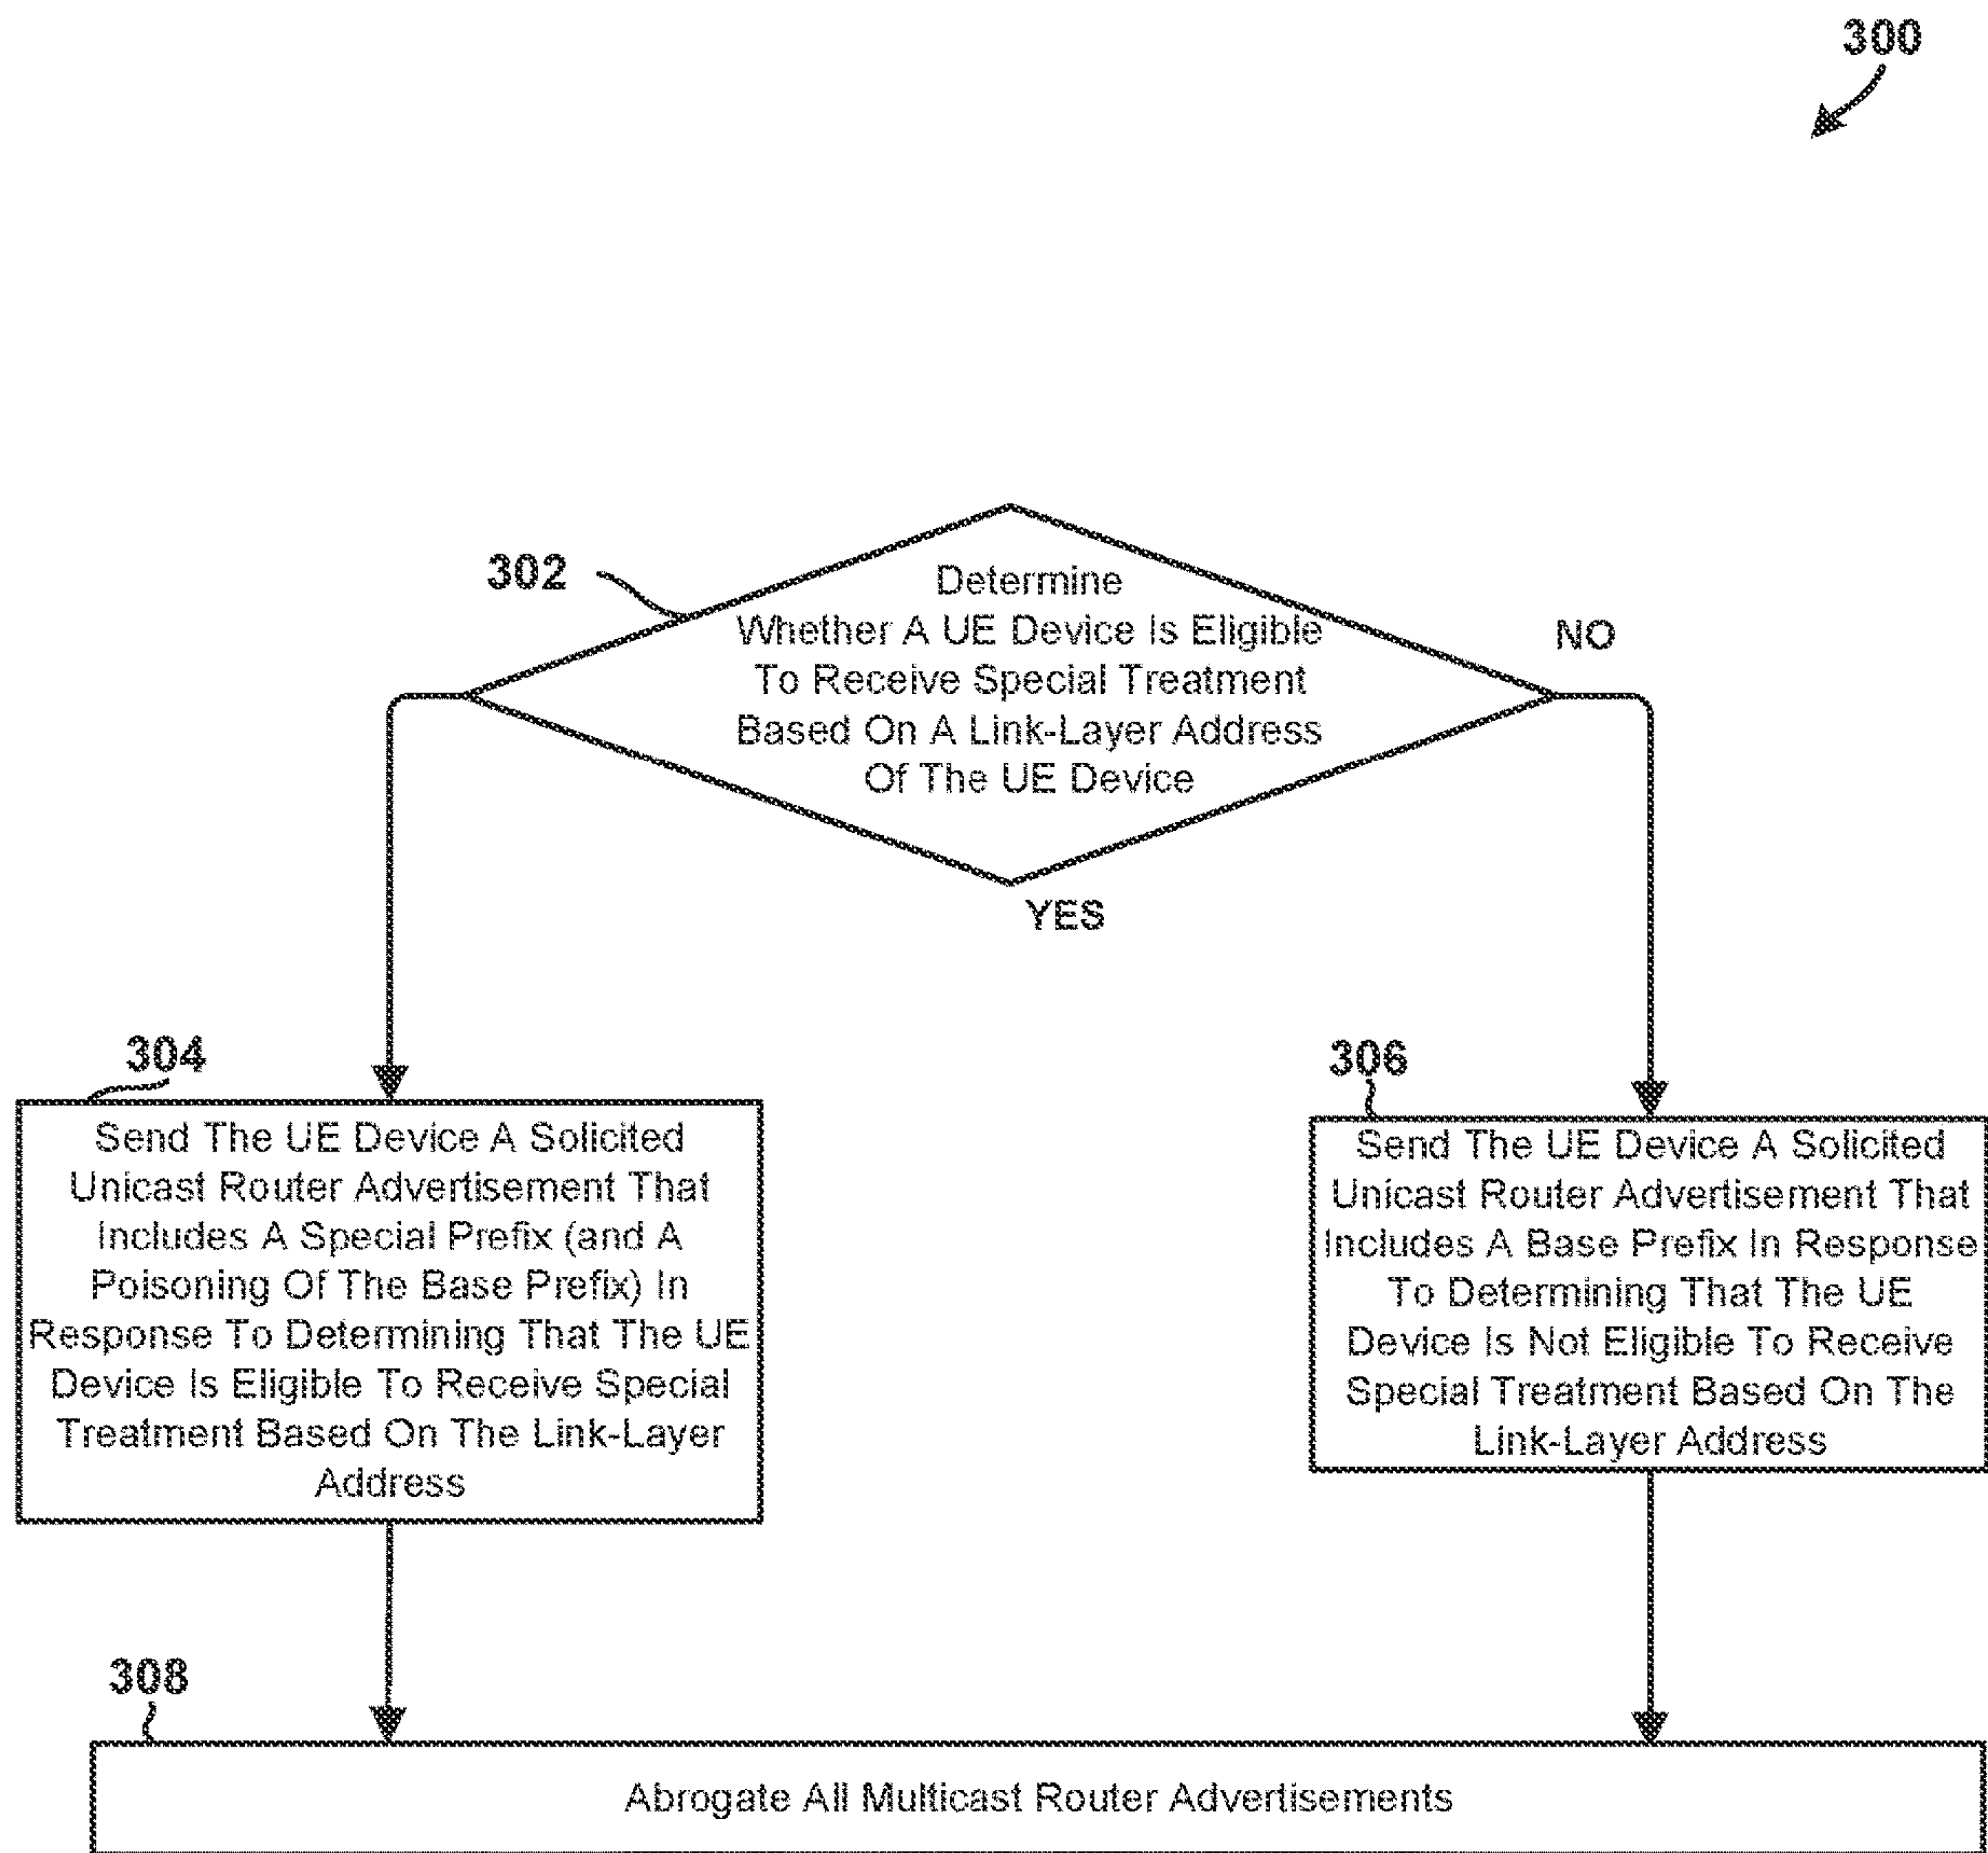 300
302
Determine
Whether A UE Device Is Eligible
To Receive Special Treatment
Based On A Link-Layer Address
Of The UE Device
NO
YES
304
Send The UE Device A Solicited
Unicast Router Advertisement That
Includes A Special Prefix (and A
Poisoning Of The Base Prefix) In
Response To Determining That The UE
Device Is Eligible To Receive Special
Treatment Based On The Link-Layer
Address
306
Send The UE Device A Solicited
Unicast Router Advertisement That
Includes A Base Prefix In Response
To Determining That The UE
Device Is Not Eligible To Receive
Special Treatment Based On The
Link-Layer Address
308
Abrogate All Multicast Router Advertisements